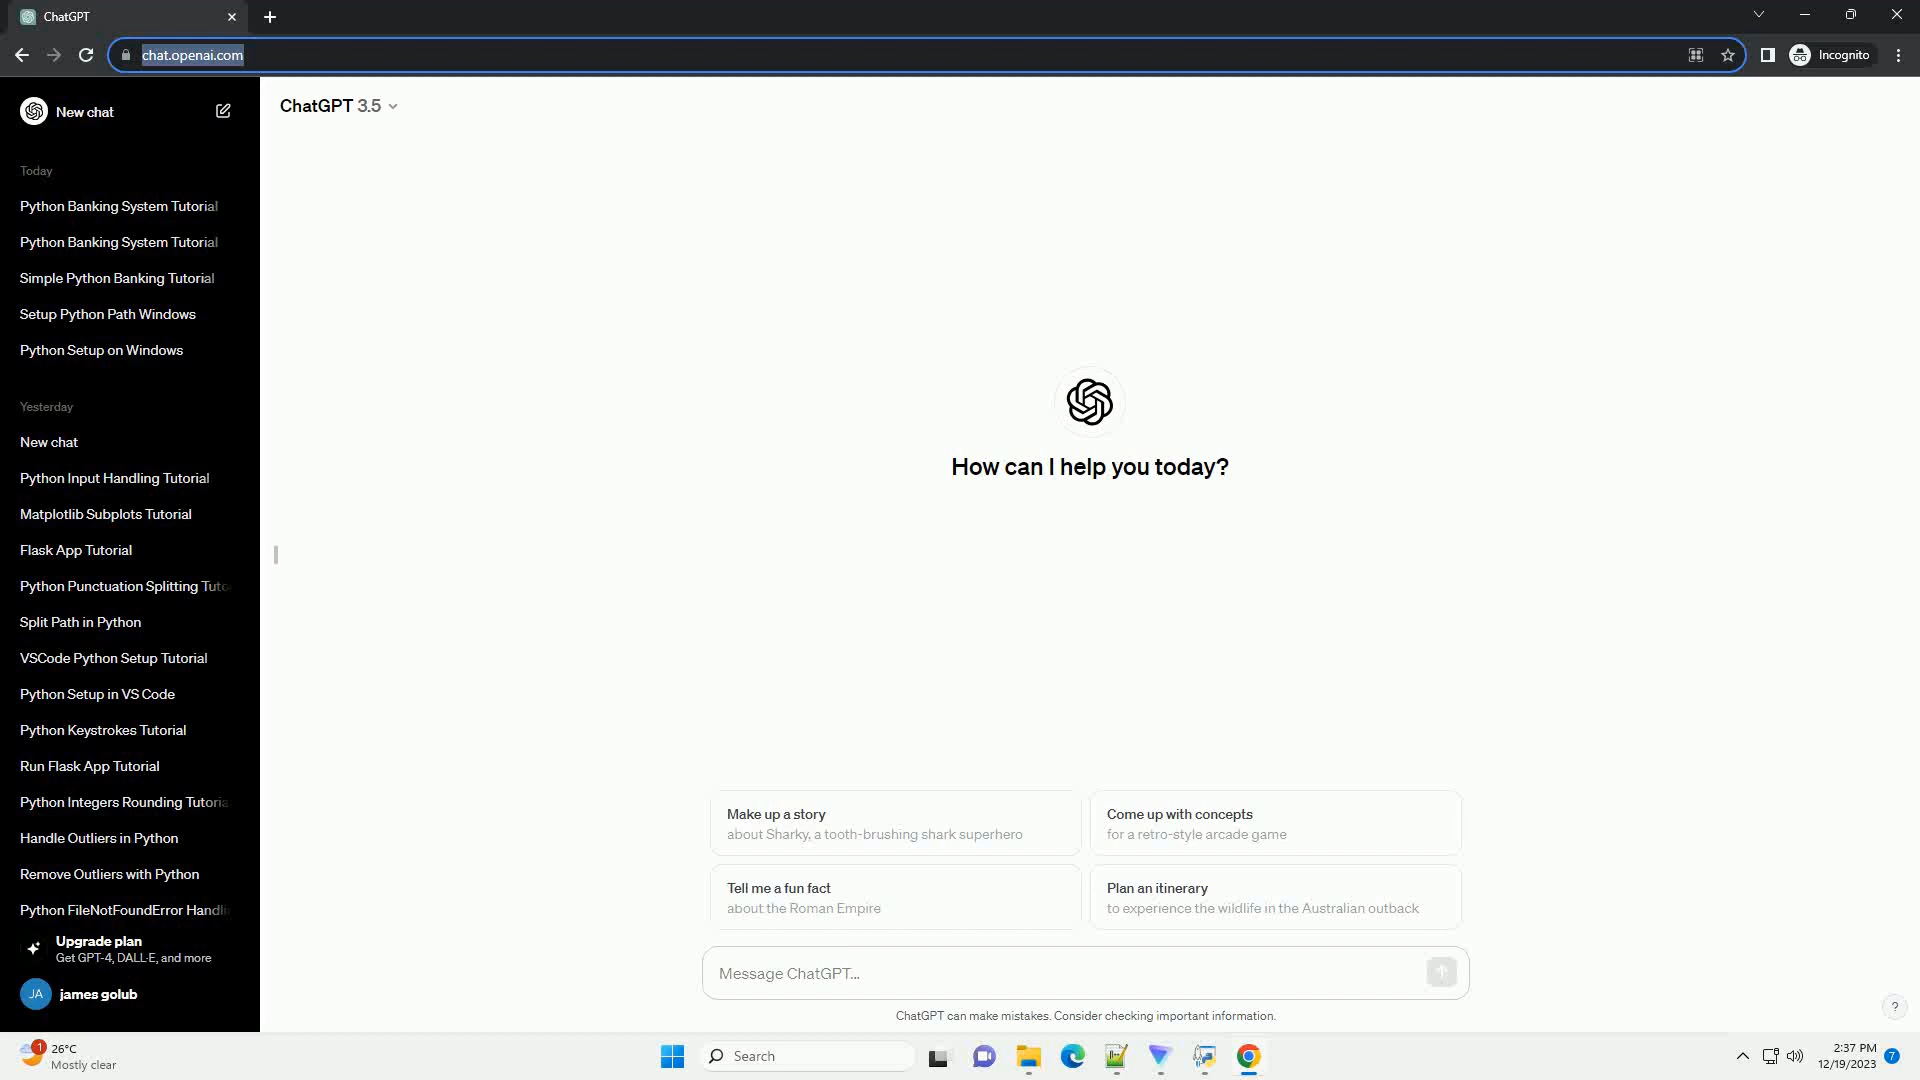 ChatGPT
chat.openai.com
Incognito
New chat
ChatGPT 3.5
Today
Python Banking System Tutorial
Python Banking System Tutorial
Simple Python Banking Tutorial
Setup Python Path Windows
Python Setup on Windows
Yesterday
New chat
Python Input Handling Tutorial
Matplotlib Subplots Tutorial
Flask App Tutorial
Python Punctuation Splitting Tuto
Split Path in Python
VSCode Python Setup Tutorial
Python Setup in VS Code
Python Keystrokes Tutorial
Run Flask App Tutorial
Python Integers Rounding Tutoria
Handle Outliers in Python
Remove Outliers with Python
Python FileNotFoundError Handli
Upgrade plan
Get GPT-4, DALL·E, and more
JA james golub
How can I help you today?
Make up a story
about Sharky, a tooth-brushing shark superhero
Come up with concepts
for a retro-style arcade game
Tell me a fun fact
about the Roman Empire
Plan an itinerary
to experience the wildlife in the Australian outback
Message ChatGPT...
ChatGPT can make mistakes. Consider checking important information.
?
1
26°C
Mostly clear
Search
2:37 PM
12/19/2023
7